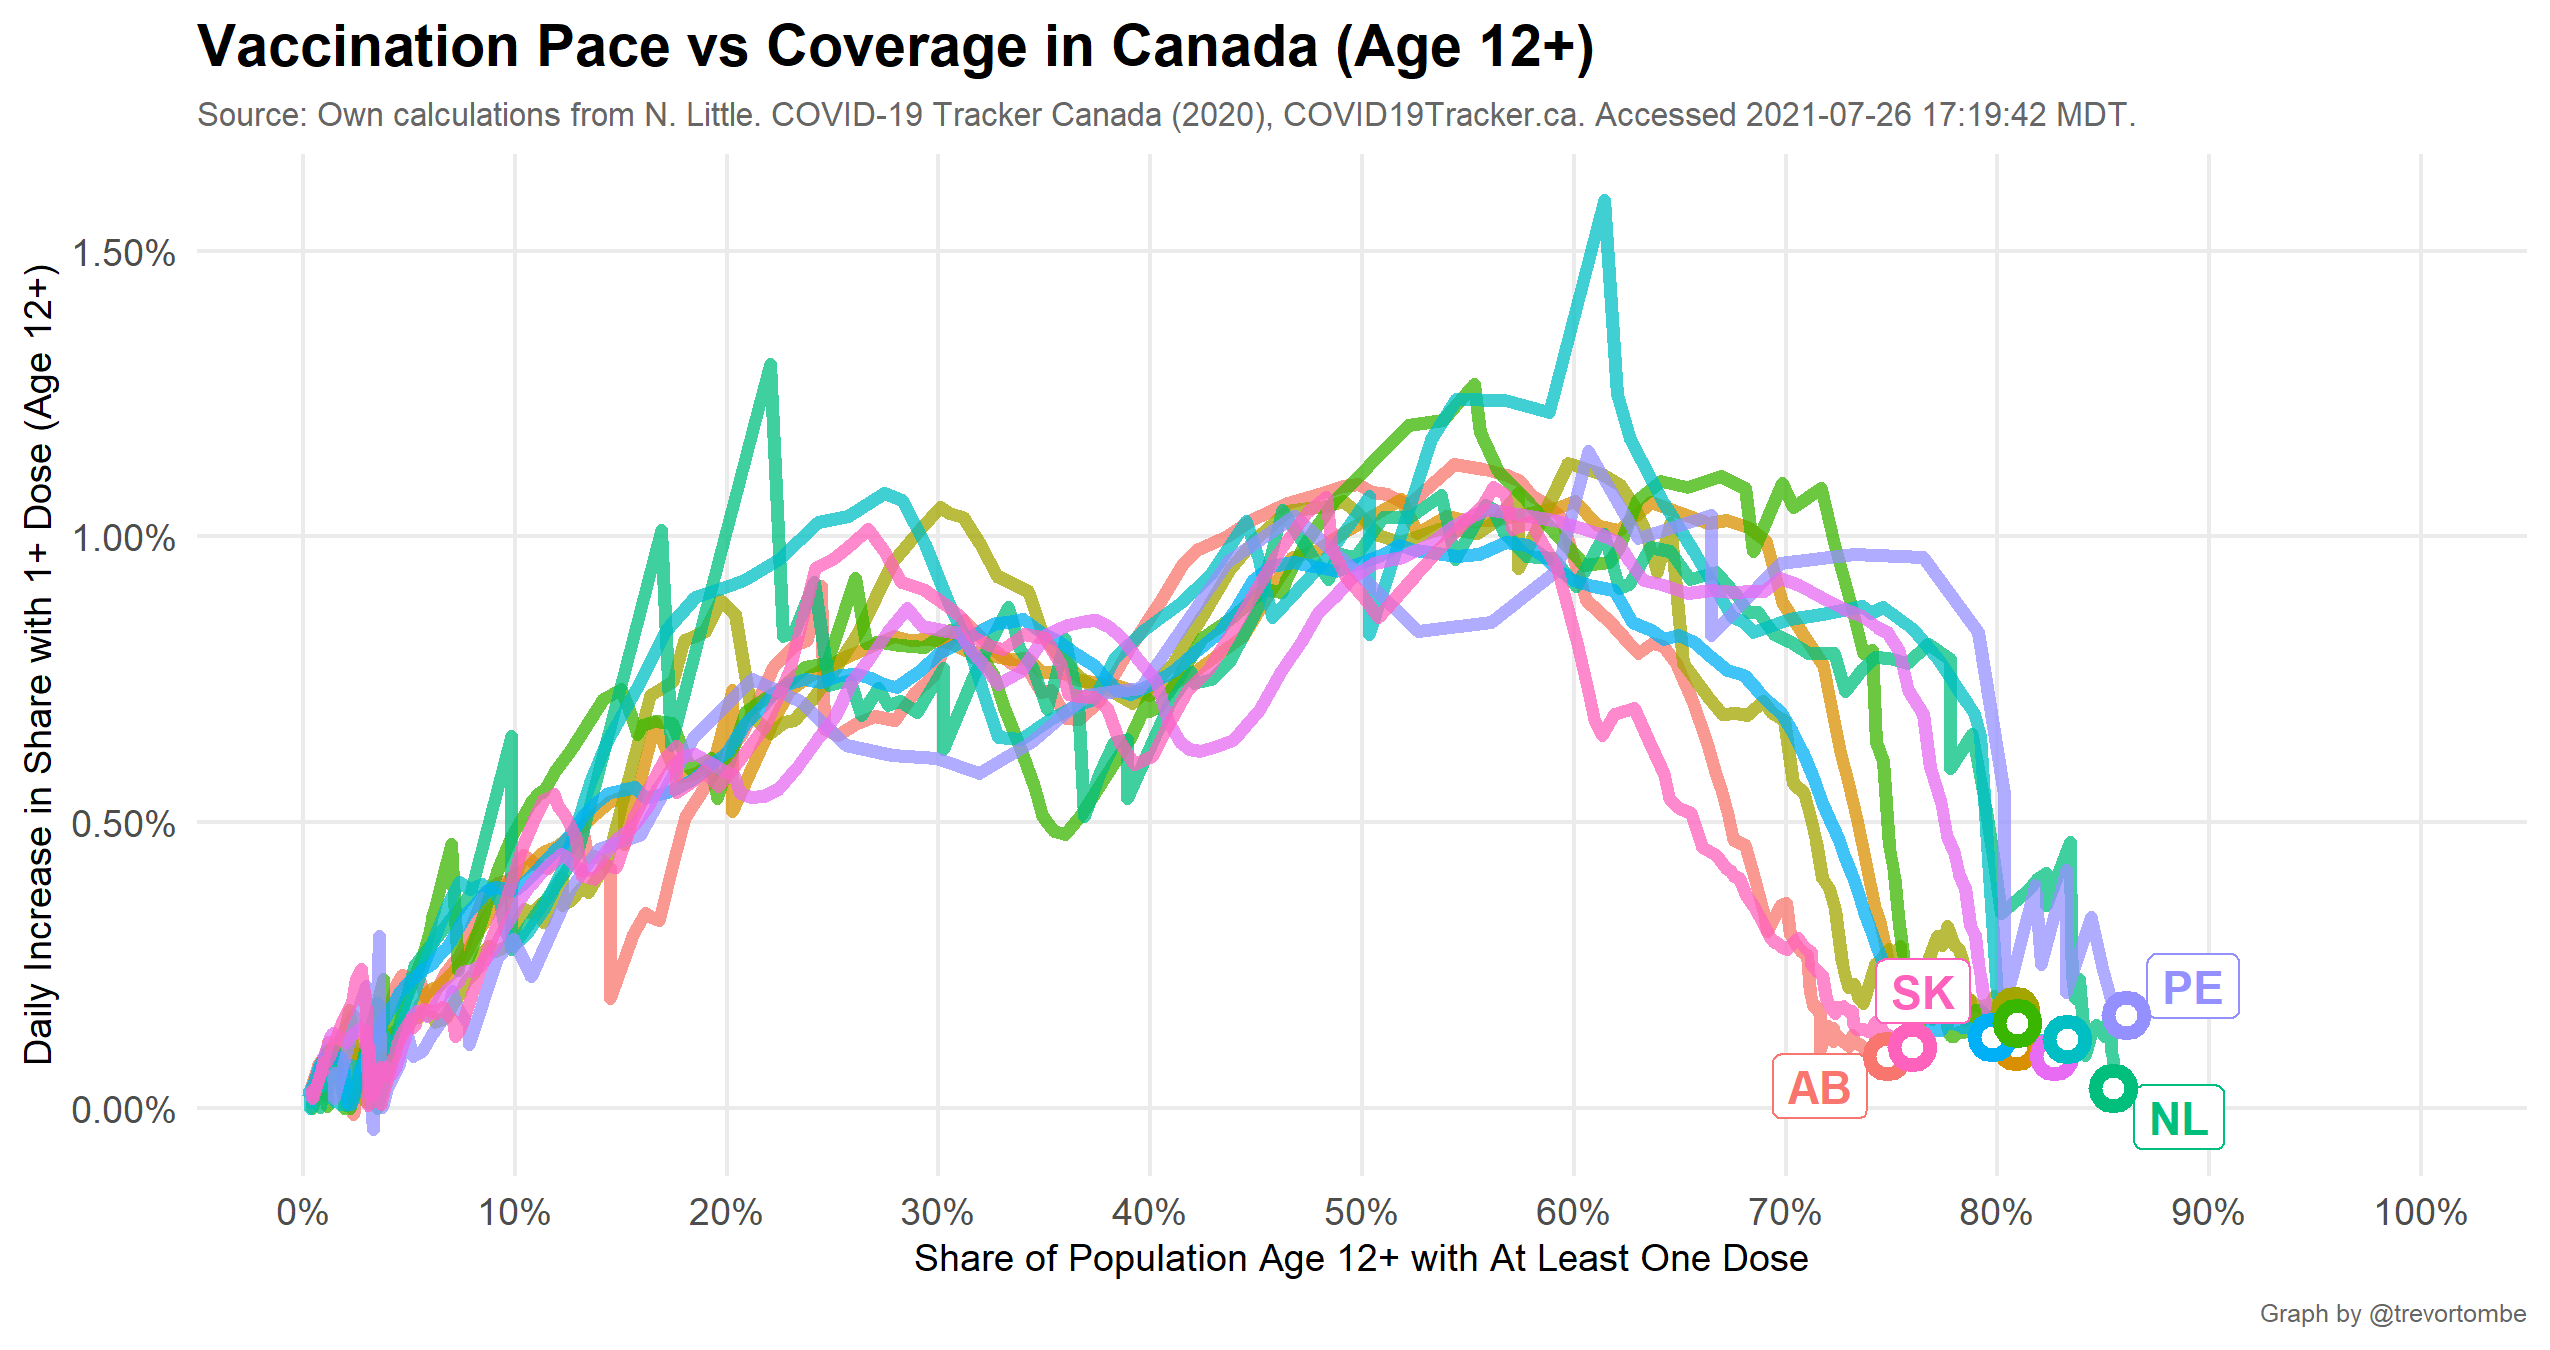 Vaccination Pace vs Coverage in Canada (Age 12+)
Source: Own calculations from N. Little. COVID-19 Tracker Canada (2020), COVID19Tracker.ca. Accessed 2021-07-26 17:19:42 MDT.
Daily Increase in Share with 1+ Dose (Age 12+)
1.50%
1.00%
0.50%
0.00%
SK
PE
AB
NL
0% 10% 20% 30% 40% 50% 60% 70% 80% 90% 100%
Share of Population Age 12+ with At Least One Dose
Graph by @trevortombe